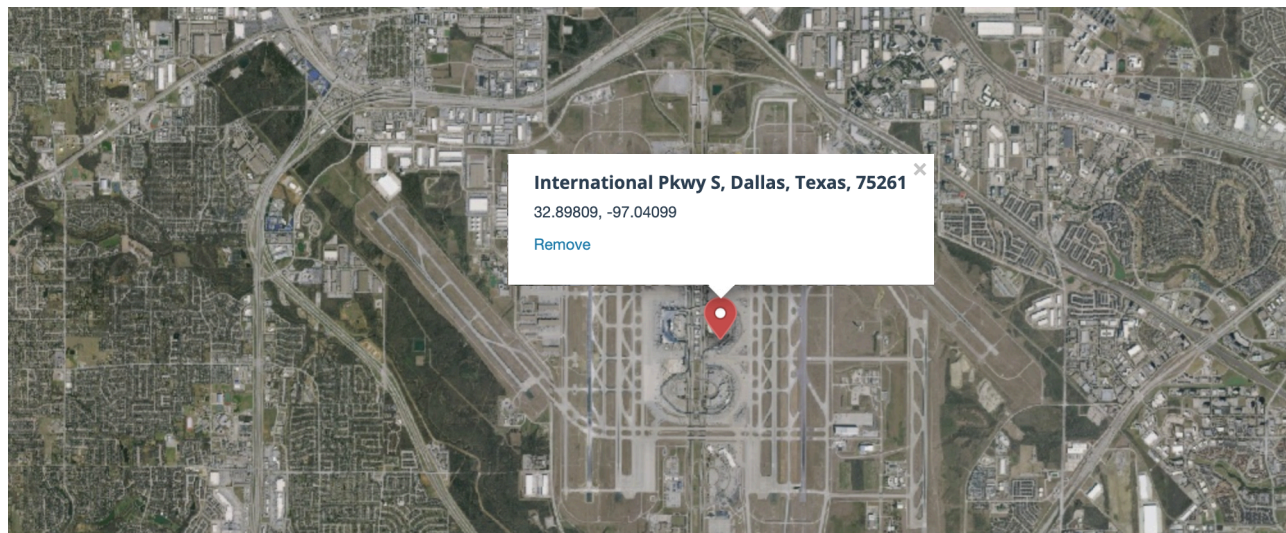 International Pkwy S, Dallas, Texas, 75261
×
32.89809, -97.04099
Remove